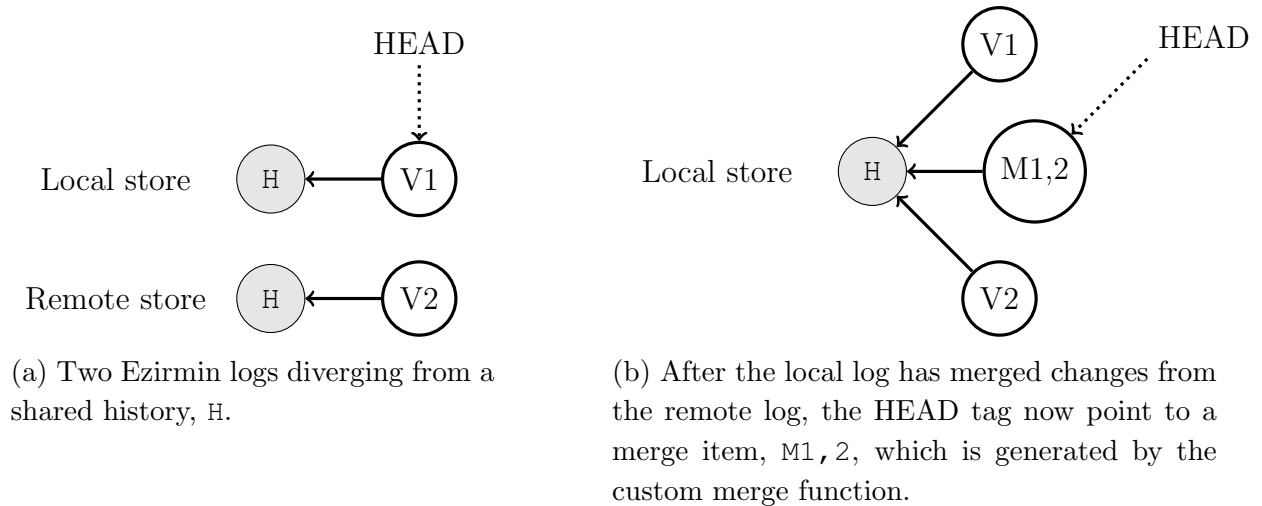 HEAD
Local store H V1
Remote store H V2
(a) Two Ezirmin logs diverging from a
shared history, H.
V1
HEAD
Local store H M1,2
V2
(b) After the local log has merged changes from
the remote log, the HEAD tag now point to a
merge item, M1,2, which is generated by the
custom merge function.